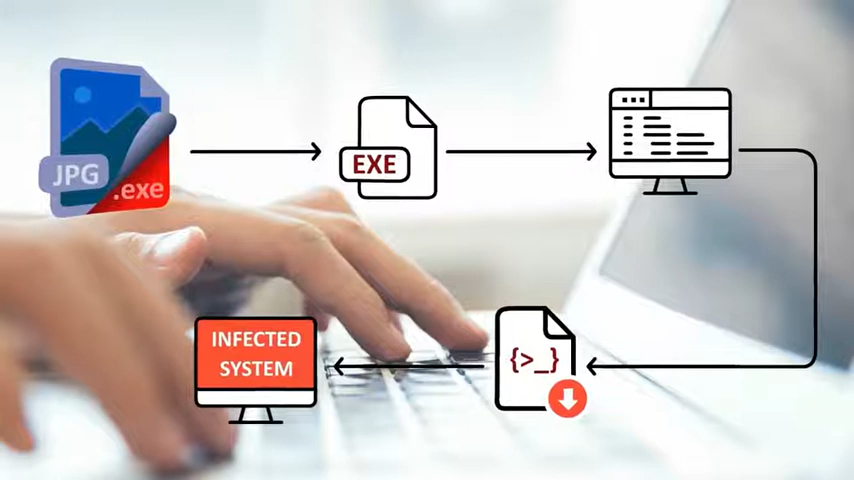 JPG
.exe
EXE
{>_}
INFECTED
SYSTEM